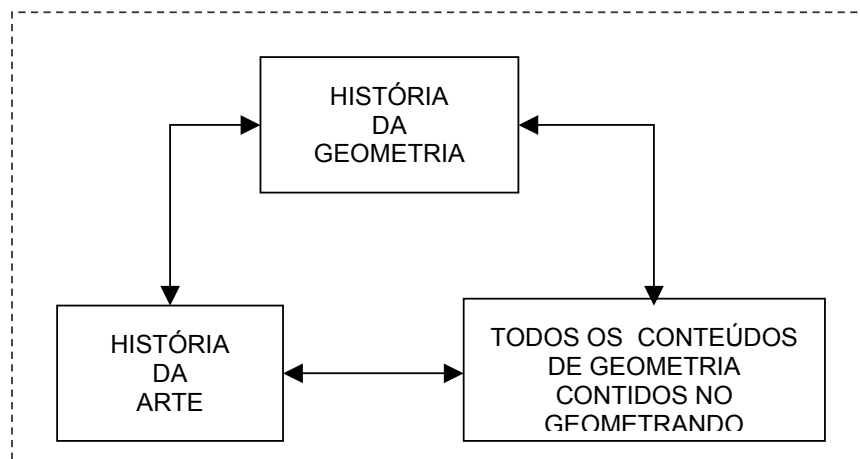 HISTÓRIA
DA
GEOMETRIA
HISTÓRIA
DA
ARTE
TODOS OS CONTEÚDOS
DE GEOMETRIA
CONTIDOS NO
GEOMETRANDO